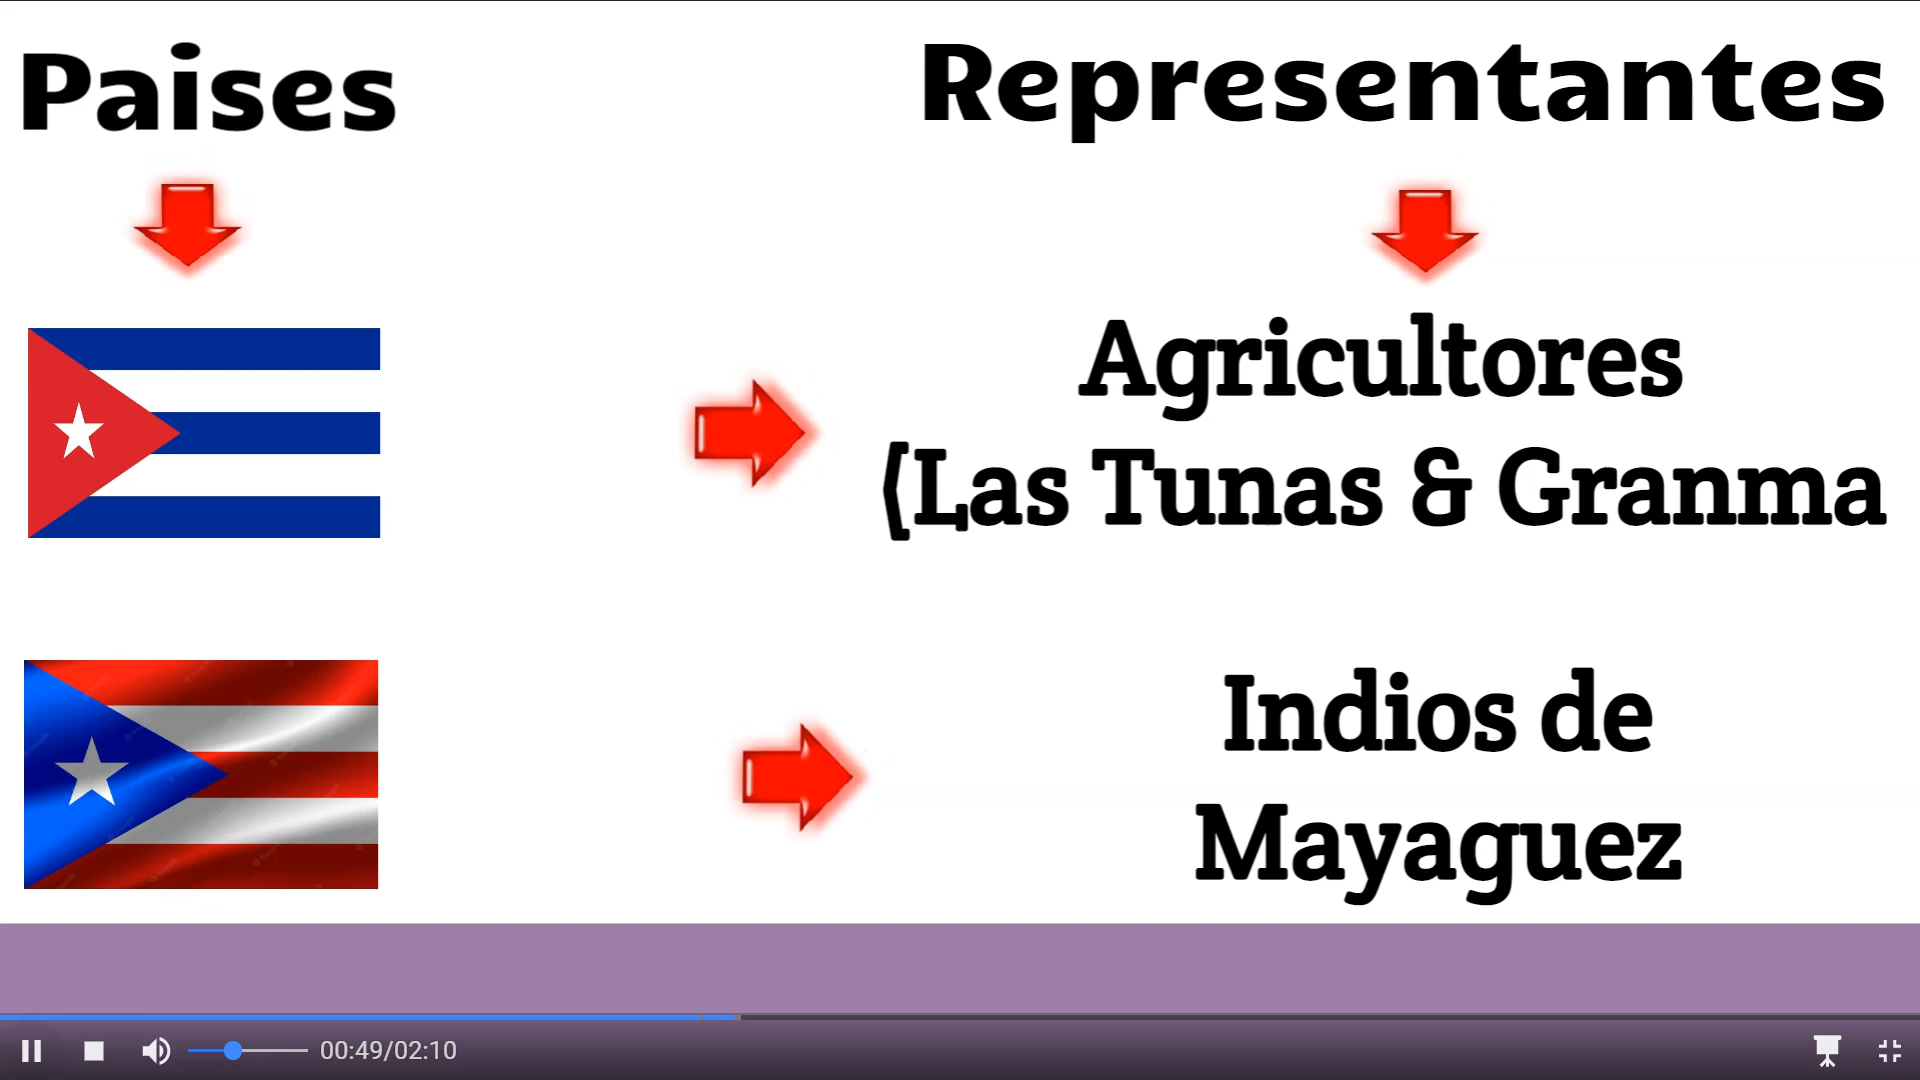 Paises
Representantes
Agricultores
(Las Tunas & Granma
Indios de
Mayaguez
00:49/02:10